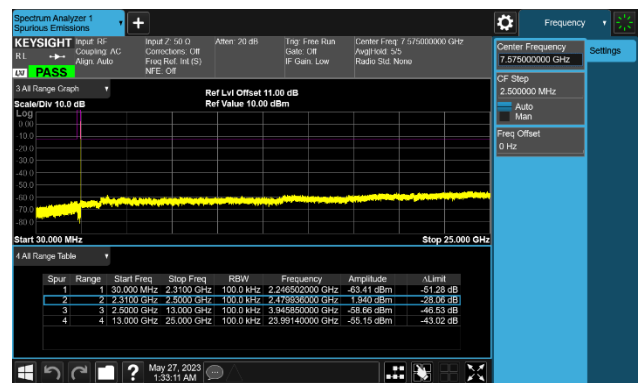 Spectrum Analyzer 1
Spurious Emissions
Frequency
KEYSIGHT
R L
LXI
PASS
Input: RF
Coupling: AC
Align: Auto
Input Z: 50 Ω
Corrections: Off
Freq Ref: Int (S)
NFE: Off
Atten: 20 dB
Trig: Free Run
Gate: Off
IF Gain: Low
Center Freq: 7.575000000 GHz
Avg|Hold: 5/5
Radio Std: None
Center Frequency
7.575000000 GHz
Settings
CF Step
2.500000 MHz
Auto
Man
Freq Offset
0 Hz
3 All Range Graph
Scale/Div 10.0 dB
Ref Lvl Offset 11.00 dB
Ref Value 10.00 dBm
Log
0.00
-10.0
-20.0
-30.0
-40.0
-50.0
-60.0
-70.0
-80.0
Start 30.000 MHz
Stop 25.000 GHz
4 All Range Table
Spur Range Start Freq Stop Freq RBW Frequency Amplitude ΔLimit
1 1 30.000 MHz 2.3100 GHz 100.0 kHz 2.246502000 GHz -63.41 dBm -51.28 dB
2 2 2.3100 GHz 2.5000 GHz 100.0 kHz 2.479936000 GHz 1.940 dBm -28.06 dB
3 3 2.5000 GHz 13.000 GHz 100.0 kHz 3.945850000 GHz -58.66 dBm -46.53 dB
4 4 13.000 GHz 25.000 GHz 100.0 kHz 23.99140000 GHz -55.15 dBm -43.02 dB
May 27, 2023
1:33:11 AM